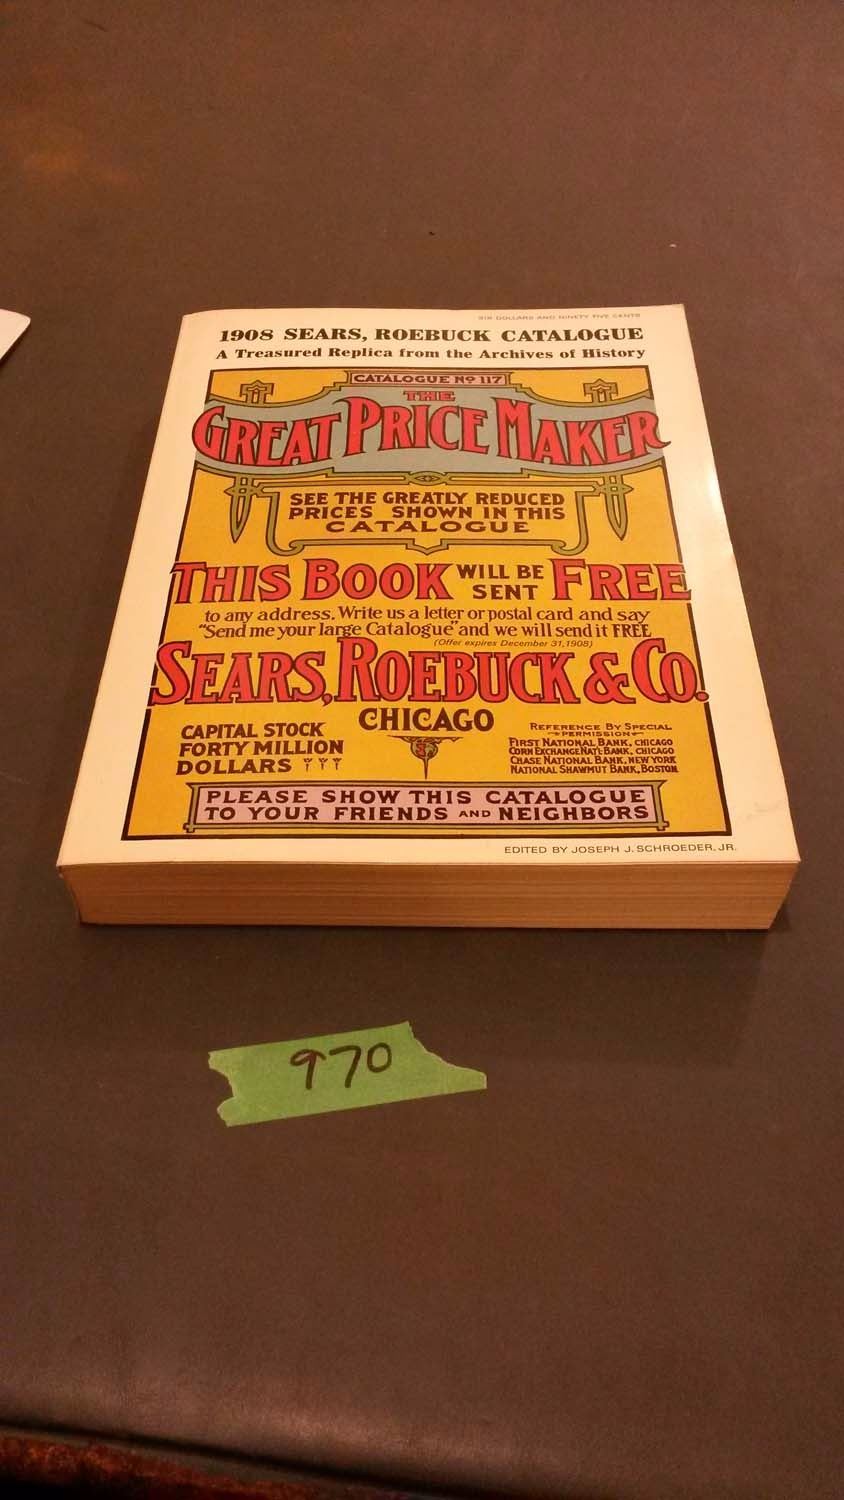 SIX DOLLARS AND NINETY FIVE CENTS
1908 SEARS, ROEBUCK CATALOGUE
A Treasured Replica from the Archives of History
CATALOGUE No 117
THE
GREAT PRICE MAKER
SEE THE GREATLY REDUCED
PRICES SHOWN IN THIS
CATALOGUE
THIS BOOK WILL BE SENT FREE
to any address. Write us a letter or postal card and say
"Send me your large Catalogue" and we will send it FREE
(Offer expires December 31, 1908)
SEARS, ROEBUCK & CO.
CHICAGO
CAPITAL STOCK
FORTY MILLION
DOLLARS
REFERENCE BY SPECIAL
PERMISSION
FIRST NATIONAL BANK, CHICAGO
CORN EXCHANGE NAT'L BANK, CHICAGO
CHASE NATIONAL BANK, NEW YORK
NATIONAL SHAWMUT BANK, BOSTON
PLEASE SHOW THIS CATALOGUE
TO YOUR FRIENDS AND NEIGHBORS
EDITED BY JOSEPH J. SCHROEDER, JR.
970